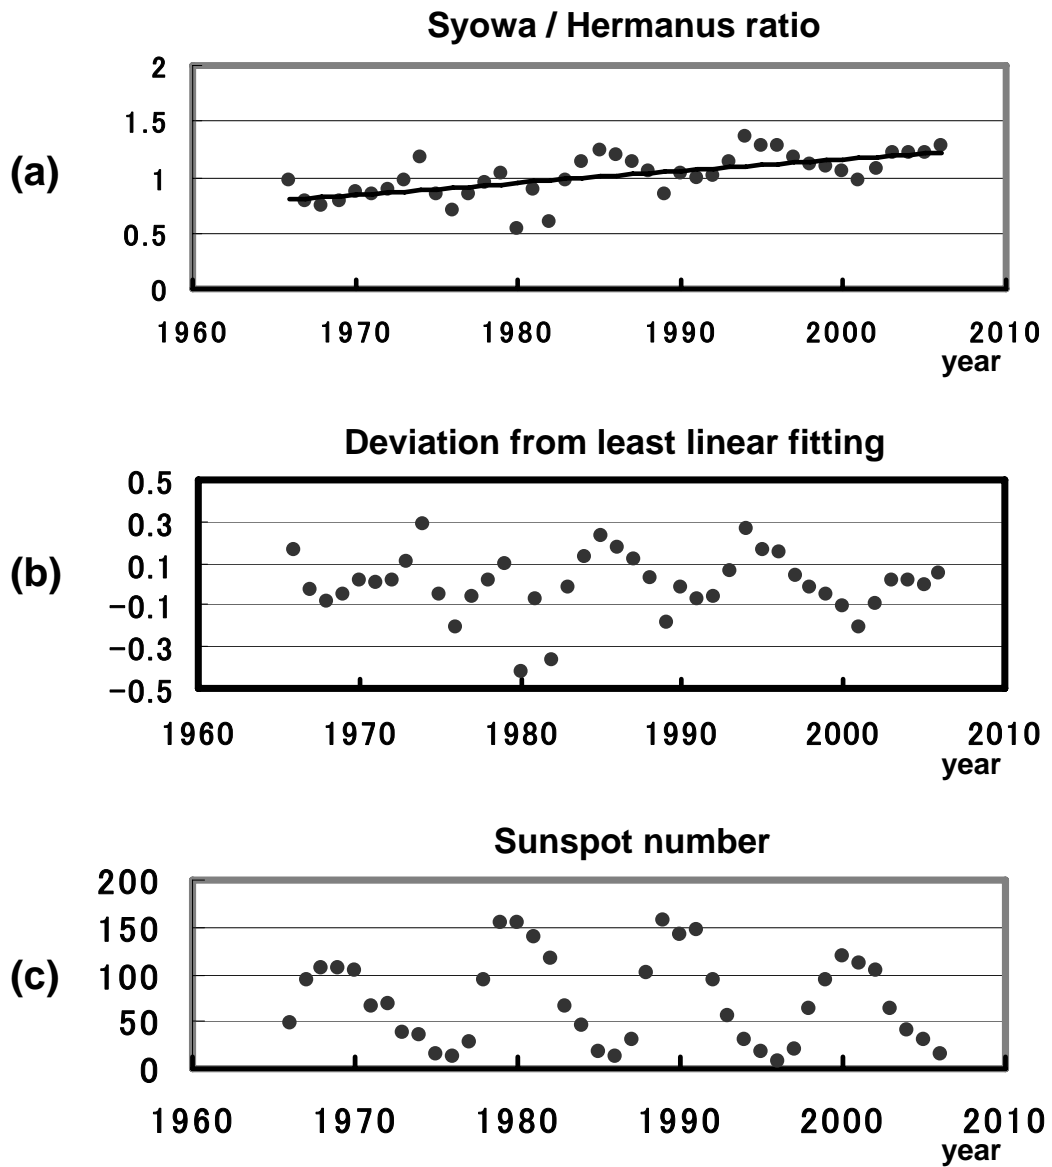 Syowa / Hermanus ratio
(a)
2
1.5
1
0.5
0
1960 1970 1980 1990 2000 2010
year
Deviation from least linear fitting
(b)
0.5
0.3
0.1
−0.1
−0.3
−0.5
1960 1970 1980 1990 2000 2010
year
Sunspot number
(c)
200
150
100
50
0
1960 1970 1980 1990 2000 2010
year